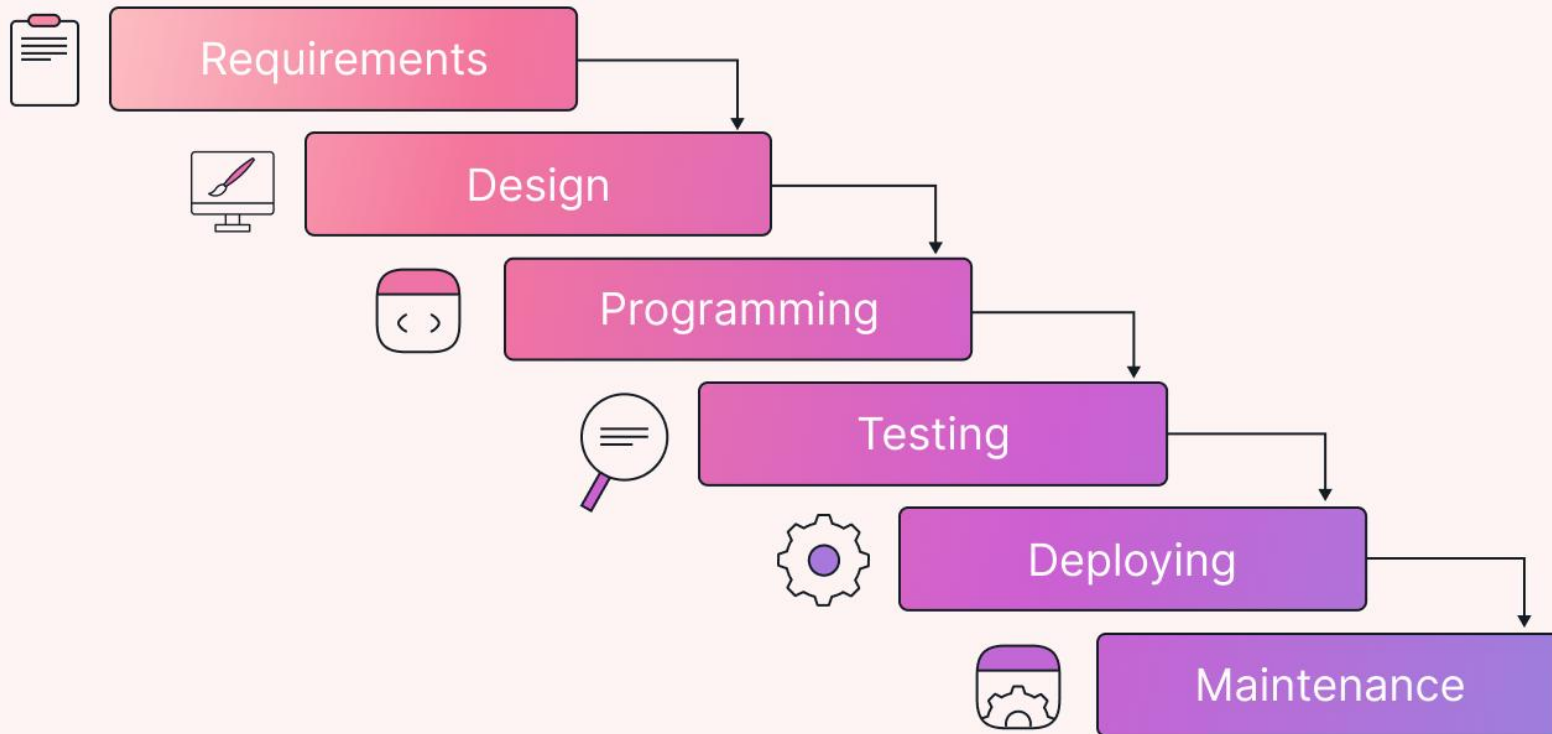 Requirements
Design
Programming
Testing
Deploying
Maintenance